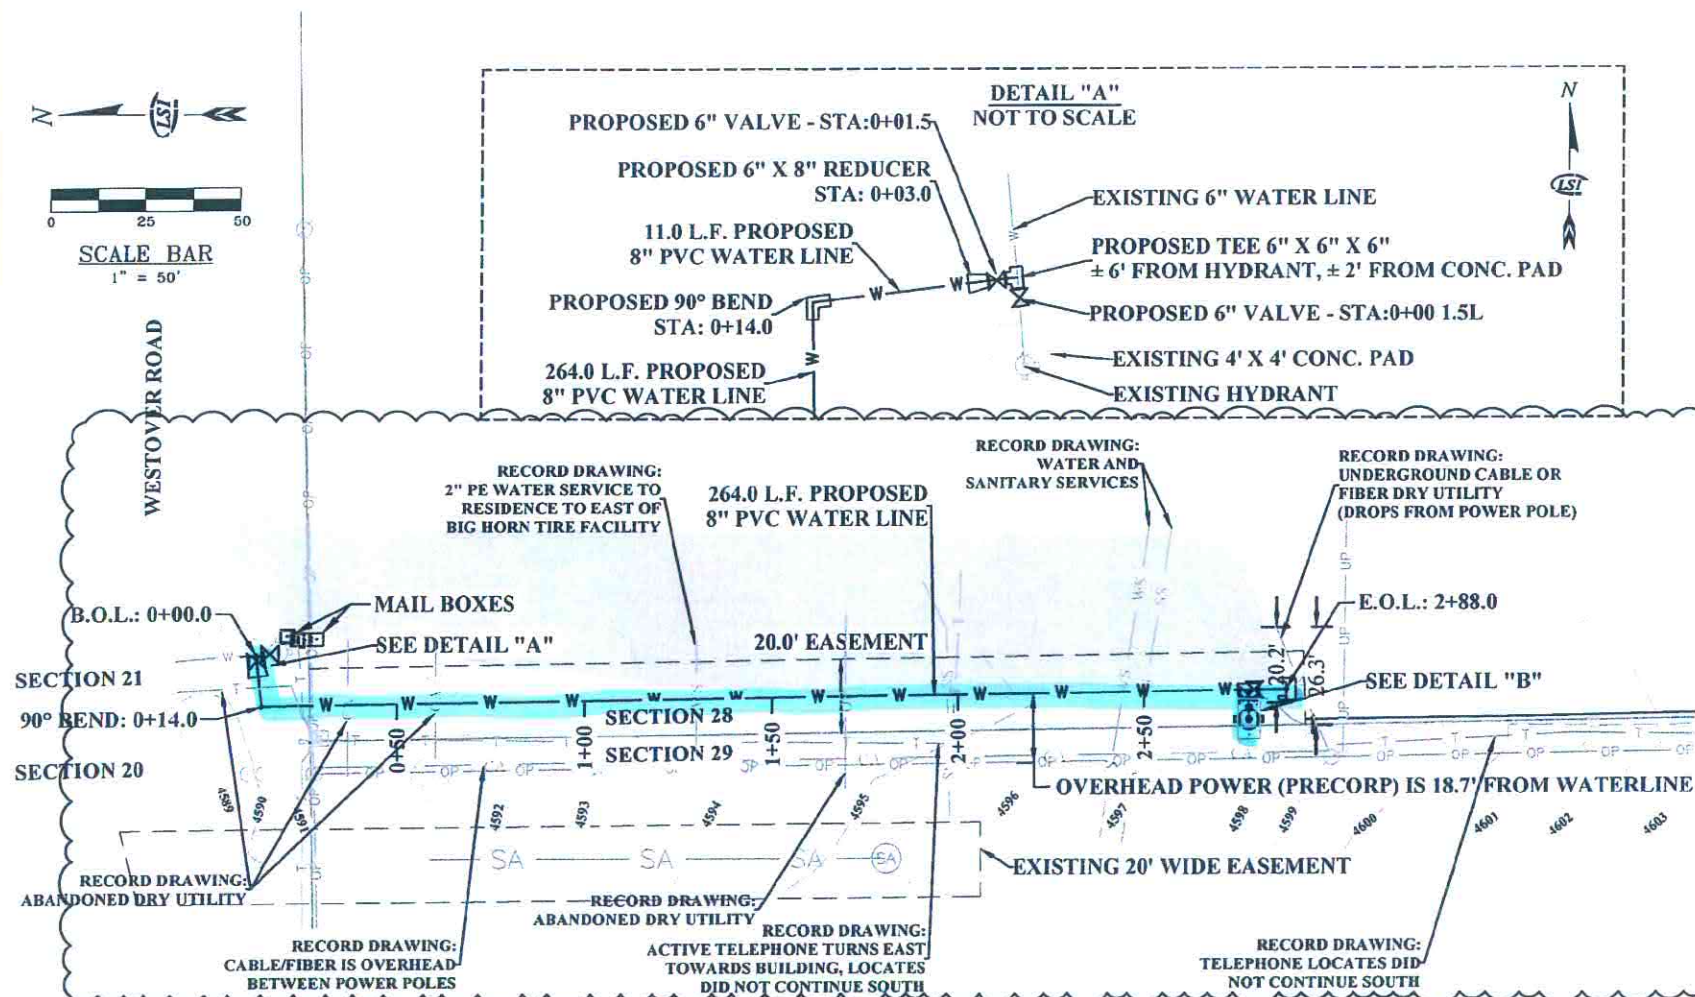 N
LSI
0 25 50
SCALE BAR
1" = 50'
DETAIL "A"
NOT TO SCALE
N
LSI
PROPOSED 6" VALVE - STA:0+01.5
PROPOSED 6" X 8" REDUCER
STA: 0+03.0
11.0 L.F. PROPOSED
8" PVC WATER LINE
PROPOSED 90° BEND
STA: 0+14.0
264.0 L.F. PROPOSED
8" PVC WATER LINE
W
W
W
W
EXISTING 6" WATER LINE
PROPOSED TEE 6" X 6" X 6"
± 6' FROM HYDRANT, ± 2' FROM CONC. PAD
PROPOSED 6" VALVE - STA:0+00 1.5L
EXISTING 4' X 4' CONC. PAD
EXISTING HYDRANT
WESTOVER ROAD
RECORD DRAWING:
2" PE WATER SERVICE TO
RESIDENCE TO EAST OF
BIG HORN TIRE FACILITY
264.0 L.F. PROPOSED
8" PVC WATER LINE
RECORD DRAWING:
WATER AND
SANITARY SERVICES
RECORD DRAWING:
UNDERGROUND CABLE OR
FIBER DRY UTILITY
(DROPS FROM POWER POLE)
B.O.L.: 0+00.0
MAIL BOXES
SEE DETAIL "A"
20.0' EASEMENT
E.O.L.: 2+88.0
20.2'
26.3'
SEE DETAIL "B"
SECTION 21
90° BEND: 0+14.0
W W W W W W W W W W W W
SECTION 28
SECTION 29
SECTION 20
0+50 1+00 1+50 2+00 2+50
OP OP OP OP OP OP OP OP
OVERHEAD POWER (PRECORP) IS 18.7' FROM WATERLINE
4589 4590 4591 4592 4593 4594 4595 4596 4597 4598 4599 4600 4601 4602 4603
SA SA SA SA
EXISTING 20' WIDE EASEMENT
RECORD DRAWING:
ABANDONED DRY UTILITY
RECORD DRAWING:
CABLE/FIBER IS OVERHEAD
BETWEEN POWER POLES
RECORD DRAWING:
ABANDONED DRY UTILITY
RECORD DRAWING:
ACTIVE TELEPHONE TURNS EAST
TOWARDS BUILDING, LOCATES
DID NOT CONTINUE SOUTH
RECORD DRAWING:
TELEPHONE LOCATES DID
NOT CONTINUE SOUTH